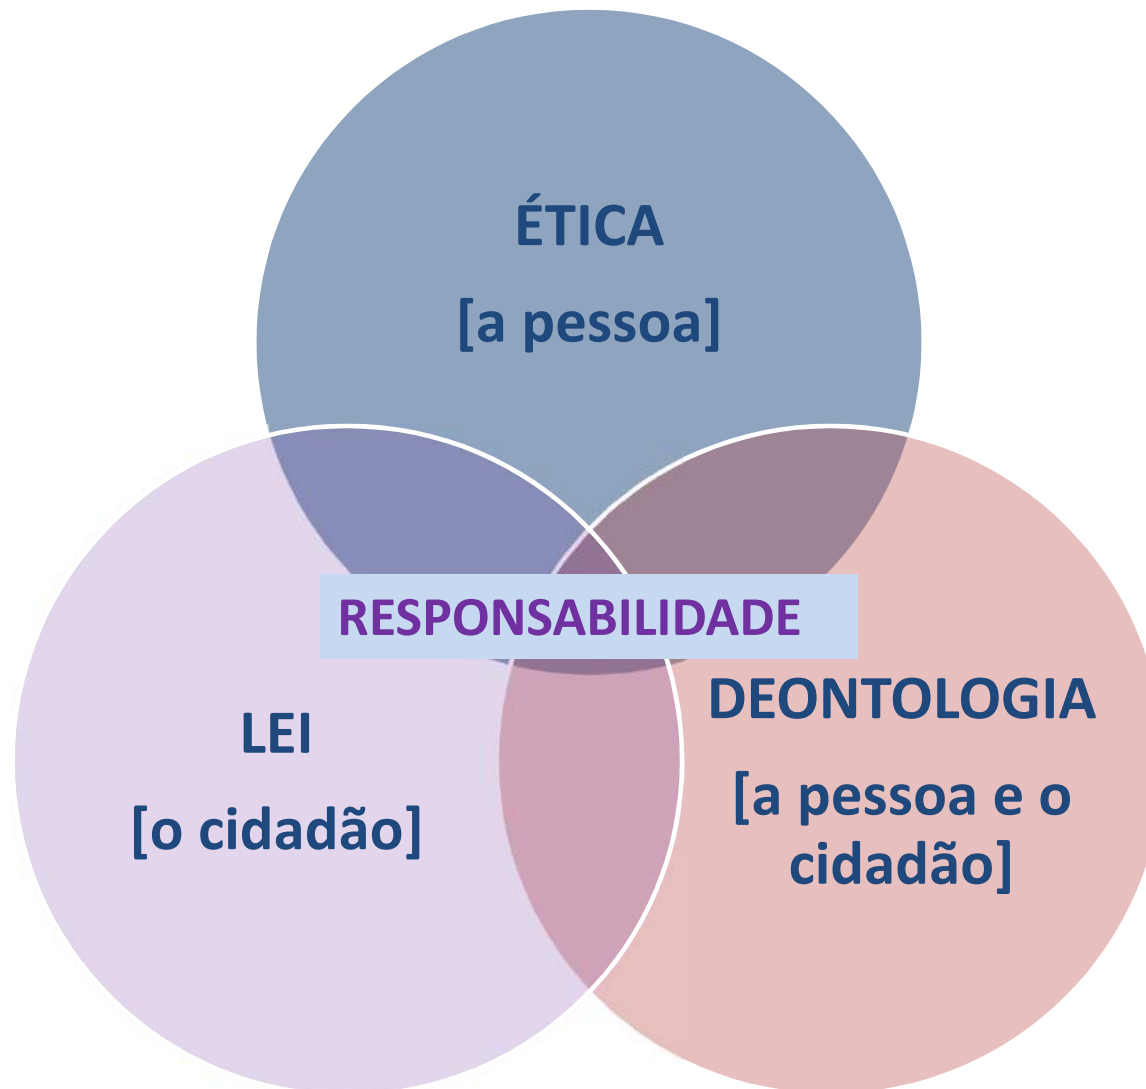 ÉTICA
[a pessoa]
RESPONSABILIDADE
DEONTOLOGIA
[a pessoa e o
cidadão]
LEI
[o cidadão]